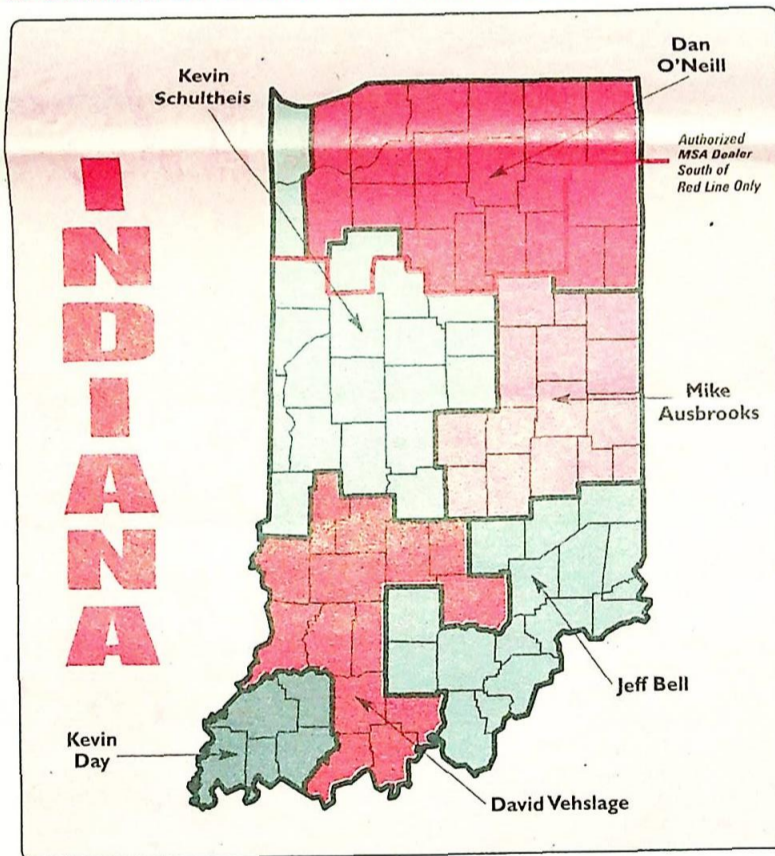 INDIANA
Kevin
Schultheis
Dan
O'Neill
Authorized
MSA Dealer
South of
Red Line Only
Mike
Ausbrooks
Jeff Bell
Kevin
Day
David Vehslage